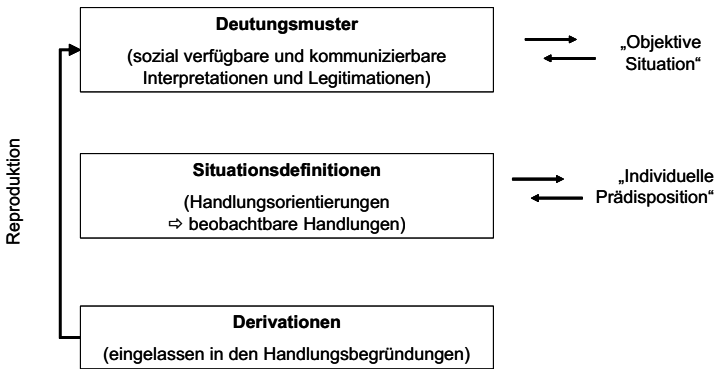 Deutungsmuster
(sozial verfügbare und kommunizierbare
Interpretationen und Legitimationen)
„Objektive
Situation“
Reproduktion
Situationsdefinitionen
(Handlungsorientierungen
⇨ beobachtbare Handlungen)
„Individuelle
Prädisposition“
Derivationen
(eingelassen in den Handlungsbegründungen)